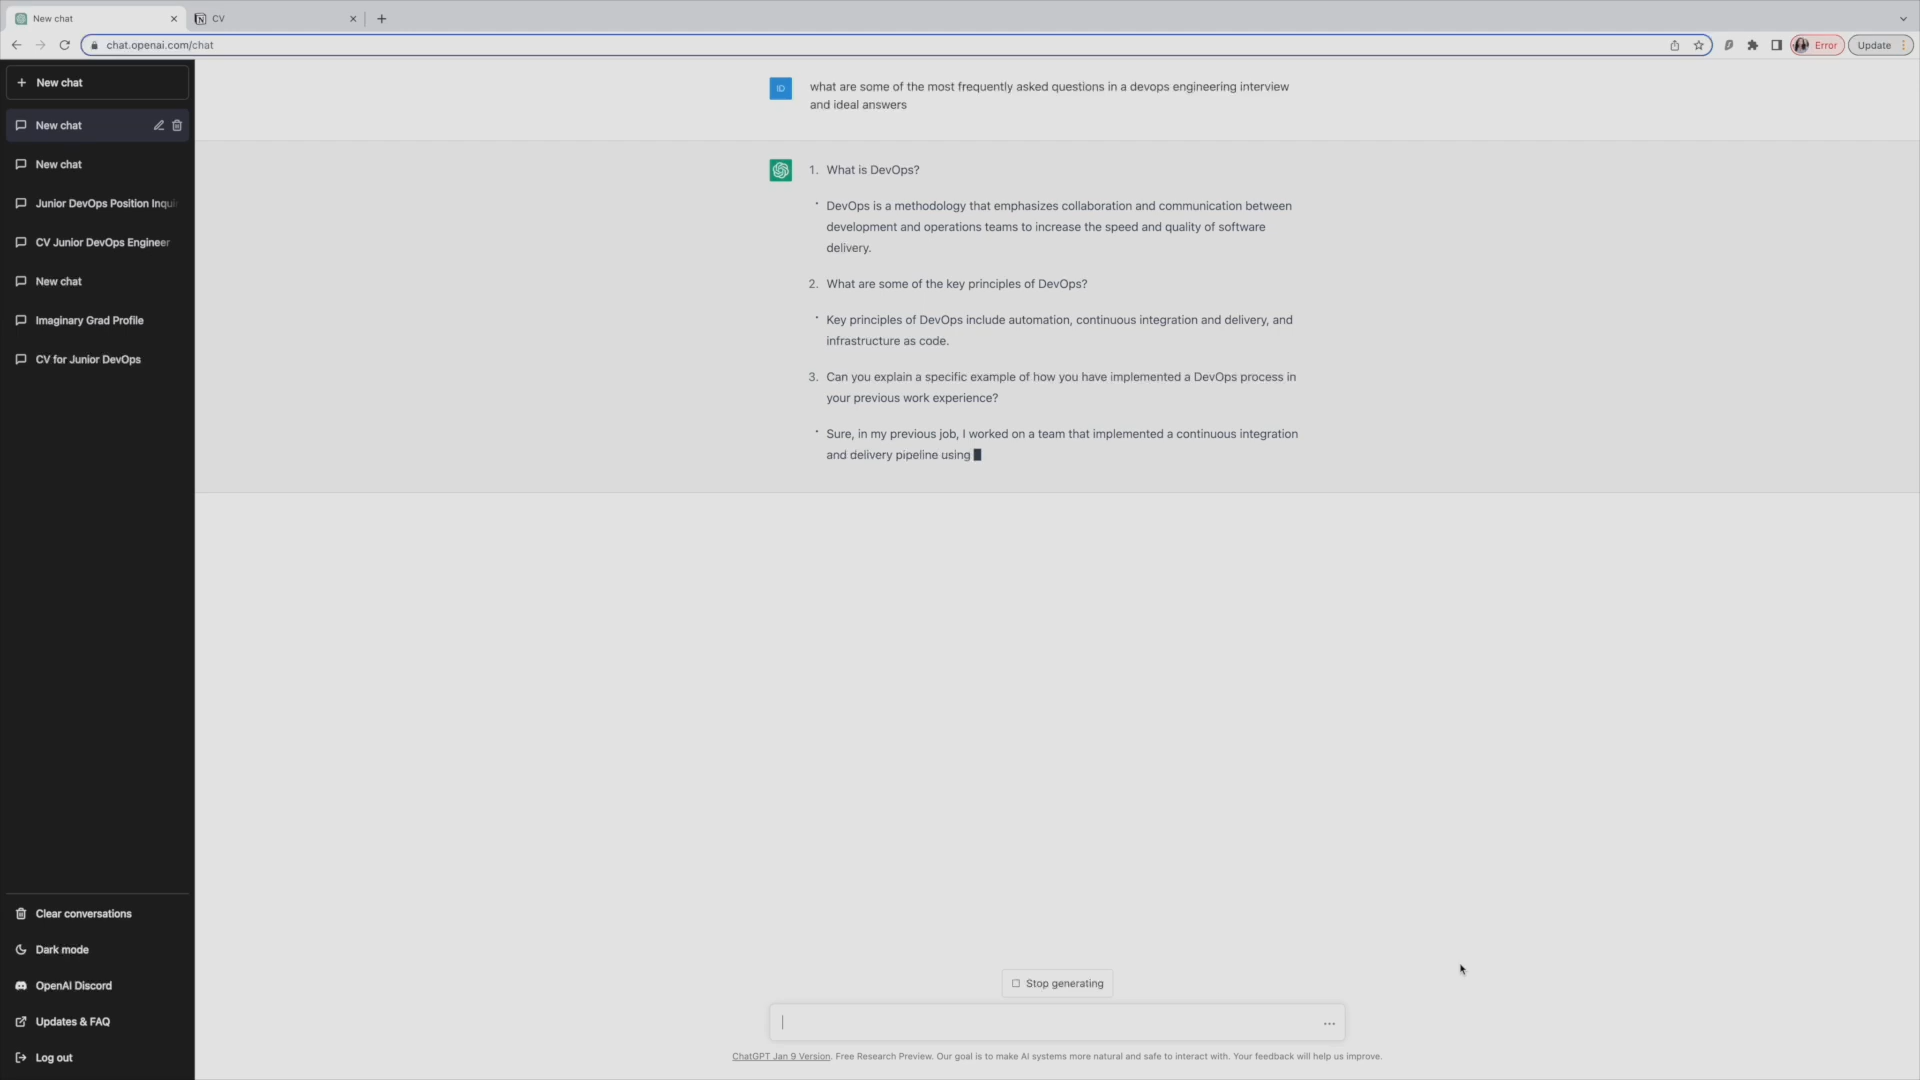 New chat
CV
chat.openai.com/chat
Error
Update
New chat
New chat
New chat
Junior DevOps Position Inqui
CV Junior DevOps Engineer
New chat
Imaginary Grad Profile
CV for Junior DevOps
Clear conversations
Dark mode
OpenAI Discord
Updates & FAQ
Log out
ID
what are some of the most frequently asked questions in a devops engineering interview
and ideal answers
1. What is DevOps?
• DevOps is a methodology that emphasizes collaboration and communication between
development and operations teams to increase the speed and quality of software
delivery.
2. What are some of the key principles of DevOps?
• Key principles of DevOps include automation, continuous integration and delivery, and
infrastructure as code.
3. Can you explain a specific example of how you have implemented a DevOps process in
your previous work experience?
• Sure, in my previous job, I worked on a team that implemented a continuous integration
and delivery pipeline using
Stop generating
ChatGPT Jan 9 Version. Free Research Preview. Our goal is to make AI systems more natural and safe to interact with. Your feedback will help us improve.